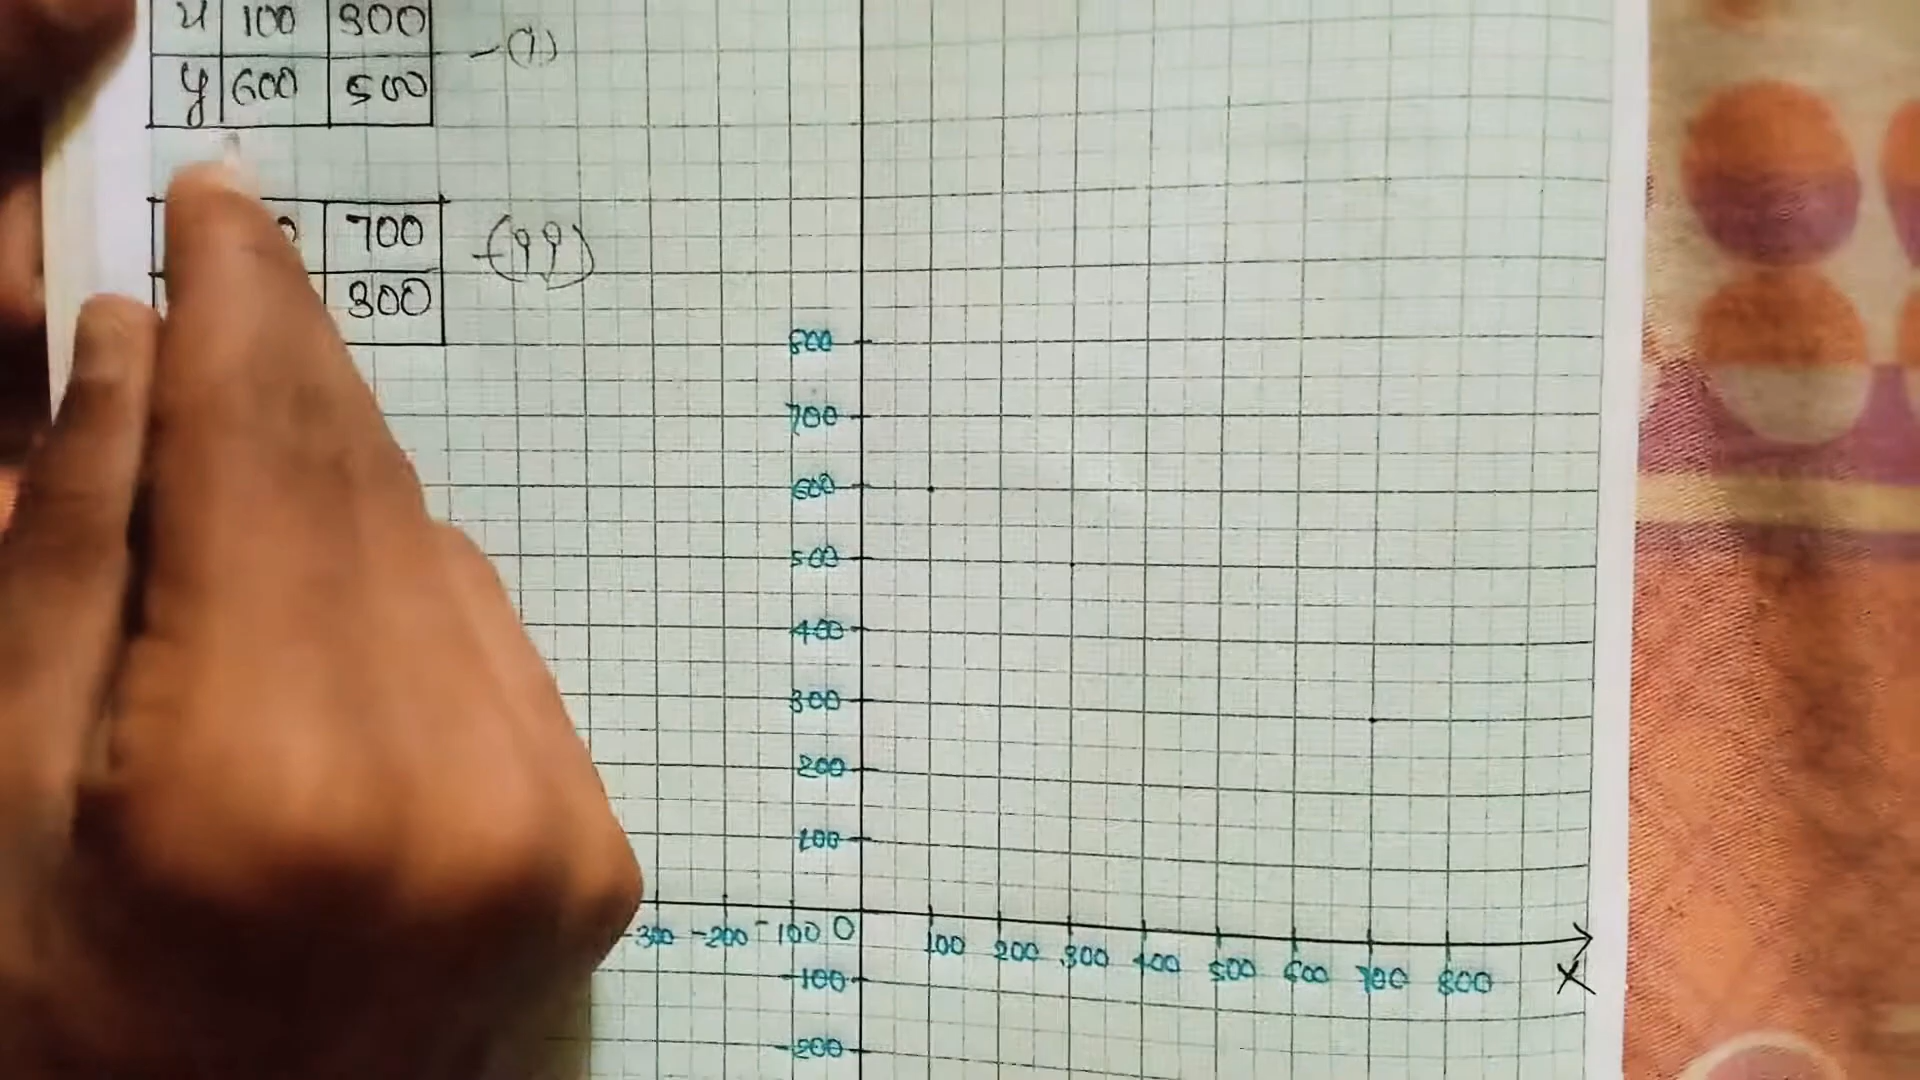 x 100 300
y 600 500 -(i)
700 -(ii)
300
800
700
600
500
400
300
200
100
-300 -200 -100 0 100 200 300 400 500 600 700 800 X
-100
-200